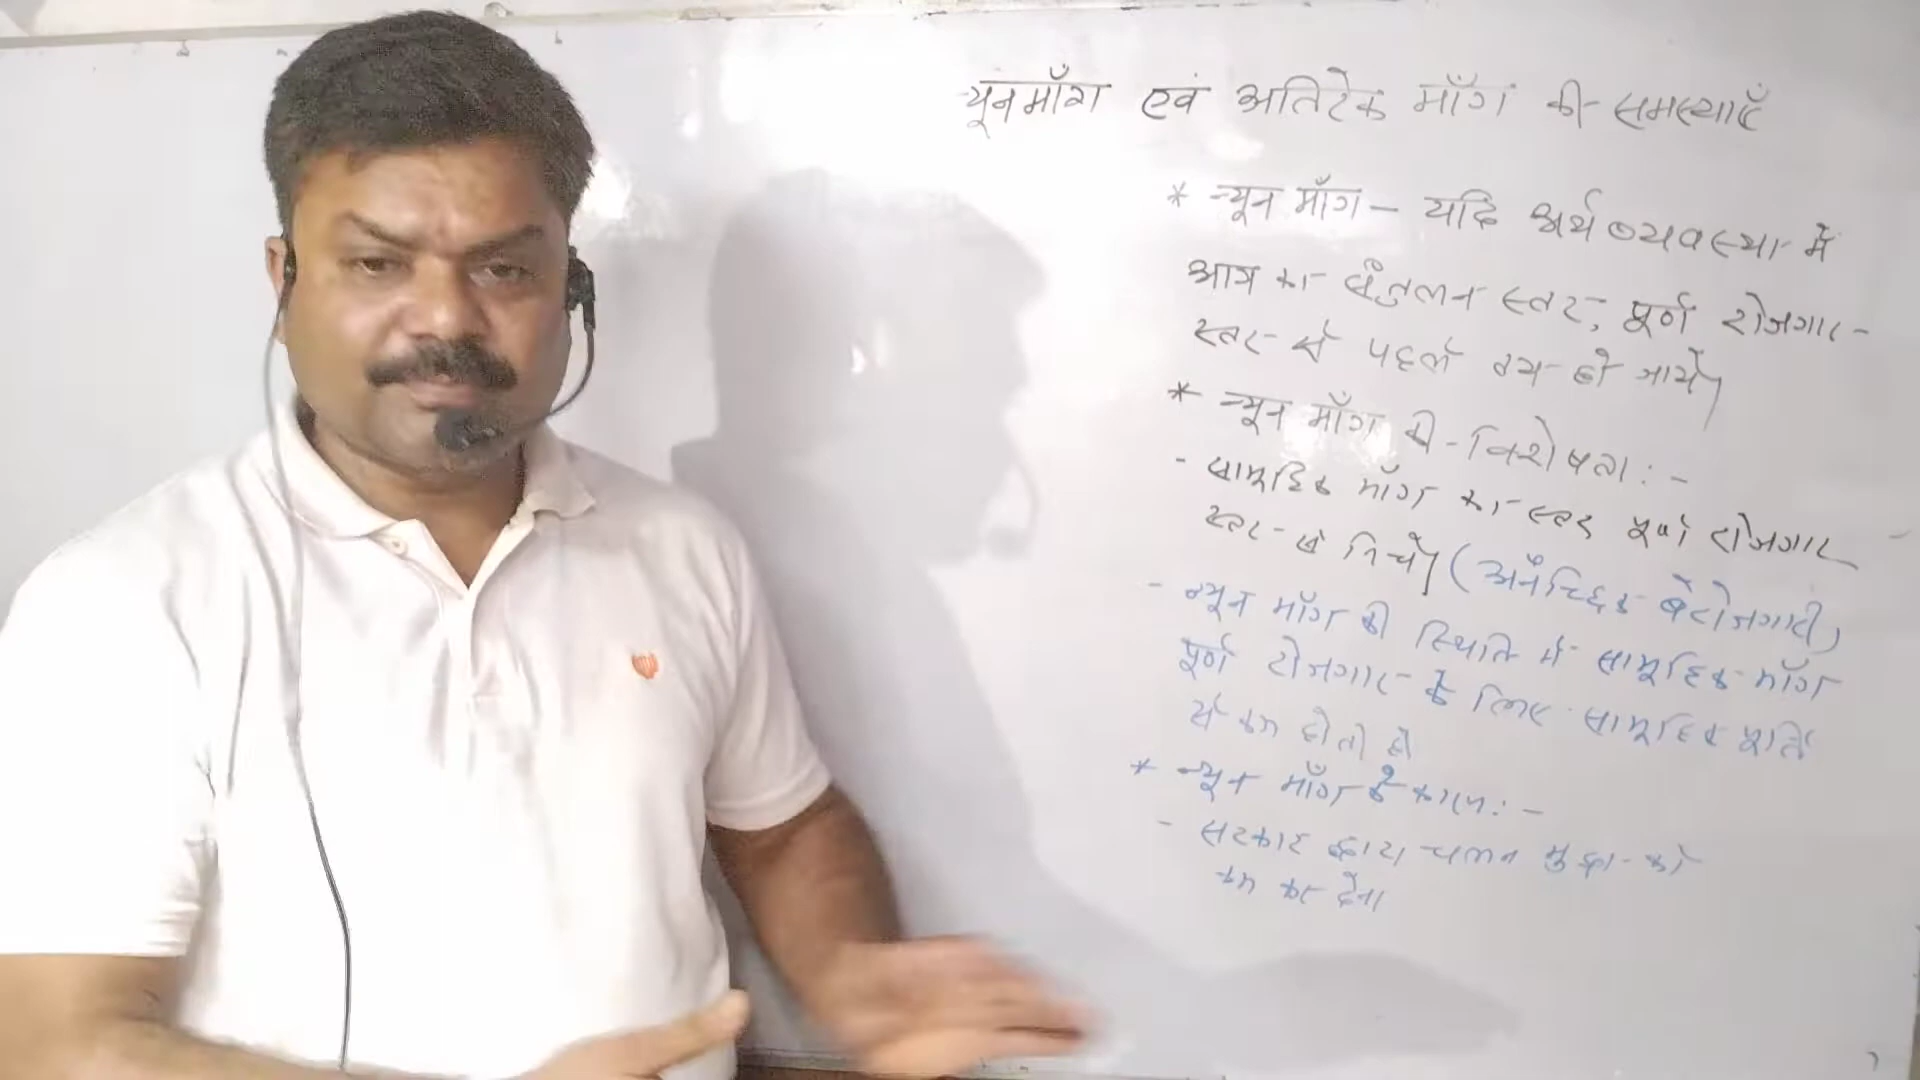 न्यूनमाँग एवं अतिरेक माँग की समस्याएँ
* न्यून माँग - यदि अर्थव्यवस्था में
आय का संतुलन स्तर, पूर्ण रोजगार
स्तर से पहले तय हो जाये।
* न्यून माँग की विशेषता :-
- सामूहिक माँग का स्तर पूर्ण रोजगार
स्तर से निचे। (अनैच्छिक बेरोजगारी)
- न्यून माँग की स्थिति में सामूहिक माँग
पूर्ण रोजगार के लिए सामूहिक पूर्ति
से कम होती है
* न्यून माँग के कारण :-
- सरकार द्वारा चलन मुद्रा को
कम कर देना